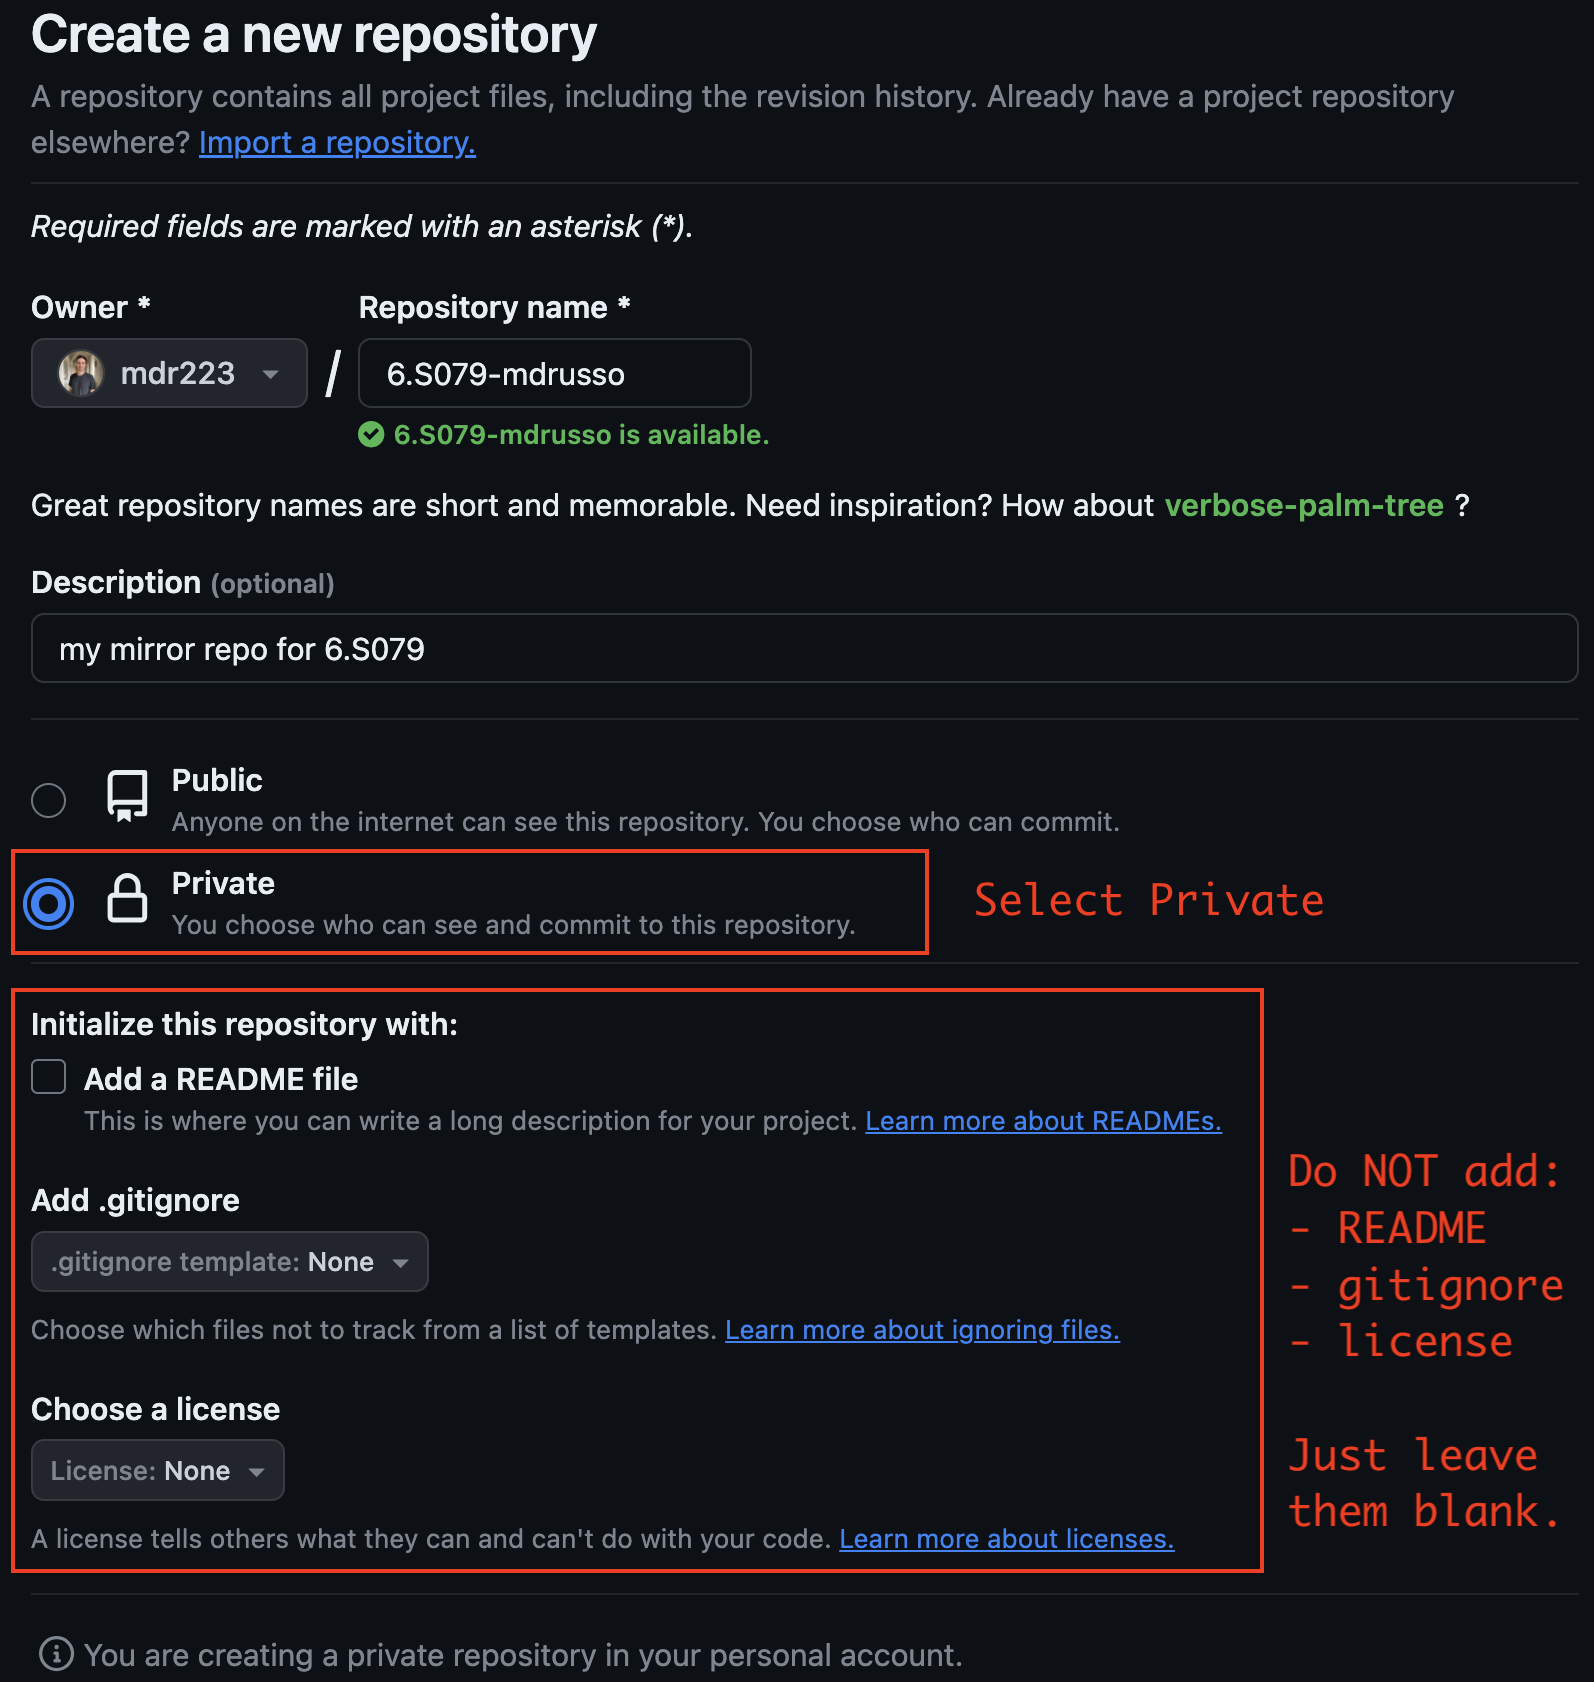 Create a new repository
A repository contains all project files, including the revision history. Already have a project repository
elsewhere? Import a repository.
Required fields are marked with an asterisk (*).
Owner * Repository name *
mdr223 / 6.S079-mdrusso
6.S079-mdrusso is available.
Great repository names are short and memorable. Need inspiration? How about verbose-palm-tree ?
Description (optional)
my mirror repo for 6.S079
Public
Anyone on the internet can see this repository. You choose who can commit.
Private
You choose who can see and commit to this repository.
Select Private
Initialize this repository with:
Add a README file
This is where you can write a long description for your project. Learn more about READMEs.
Add .gitignore
.gitignore template: None
Choose which files not to track from a list of templates. Learn more about ignoring files.
Choose a license
License: None
A license tells others what they can and can't do with your code. Learn more about licenses.
Do NOT add:
- README
- gitignore
- license
Just leave
them blank.
You are creating a private repository in your personal account.